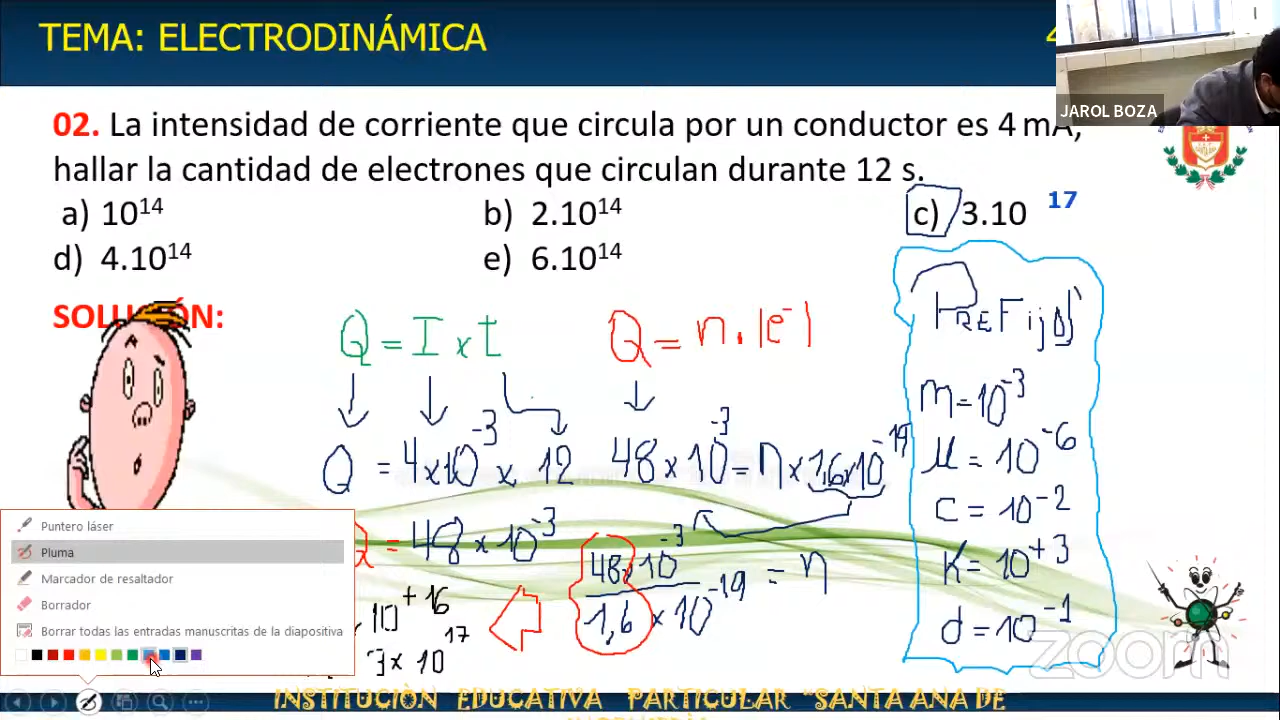 TEMA: ELECTRODINÁMICA
JAROL BOZA
02. La intensidad de corriente que circula por un conductor es 4 mA,
hallar la cantidad de electrones que circulan durante 12 s.
a) 10¹⁴ b) 2.10¹⁴ c) 3.10 17
d) 4.10¹⁴ e) 6.10¹⁴
SOLUCIÓN:
Q = I x t
Q = n . |e⁻|
Q = 4x10⁻³ x 12
48 x 10⁻³ = n x 1,6x10⁻¹⁹
= 48 x 10⁻³
48x10⁻³
1,6 x 10⁻¹⁹
= n
10⁺¹⁶
3 x 10¹⁷
PREFijOS
m = 10⁻³
μ = 10⁻⁶
c = 10⁻²
K = 10⁺³
d = 10⁻¹
Puntero láser
Pluma
Marcador de resaltador
Borrador
Borrar todas las entradas manuscritas de la diapositiva
zoom
INSTITUCIÒN EDUCATIVA PARTICULAR "SANTA ANA DE